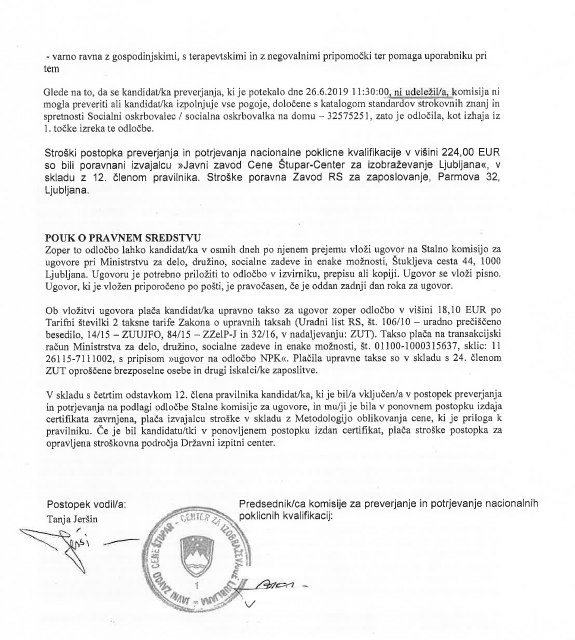 - varno ravna z gospodinjskimi, s terapevtskimi in z negovalnimi pripomočki ter pomaga uporabniku pri
tem
Glede na to, da se kandidat/ka preverjanja, ki je potekalo dne 26.6.2019 11:30:00, ni udeležil/a, komisija ni
mogla preveriti ali kandidat/ka izpolnjuje vse pogoje, določene s katalogom standardov strokovnih znanj in
spretnosti Socialni oskrbovalec / socialna oskrbovalka na domu – 32575251, zato je odločila, kot izhaja iz
1. točke izreka te odločbe.
Stroški postopka preverjanja in potrjevanja nacionalne poklicne kvalifikacije v višini 224,00 EUR
so bili poravnani izvajalcu »Javni zavod Cene Štupar-Center za izobraževanje Ljubljana«, v
skladu z 12. členom pravilnika. Stroške poravna Zavod RS za zaposlovanje, Parmova 32,
Ljubljana.
POUK O PRAVNEM SREDSTVU
Zoper to odločbo lahko kandidat/ka v osmih dneh po njenem prejemu vloži ugovor na Stalno komisijo za
ugovore pri Ministrstvu za delo, družino, socialne zadeve in enake možnosti, Štukljeva cesta 44, 1000
Ljubljana. Ugovoru je potrebno priložiti to odločbo v izvirniku, prepisu ali kopiji. Ugovor se vloži pisno.
Ugovor, ki je vložen priporočeno po pošti, je pravočasen, če je oddan zadnji dan roka za ugovor.
Ob vložitvi ugovora plača kandidat/ka upravno takso za ugovor zoper odločbo v višini 18,10 EUR po
Tarifni številki 2 taksne tarife Zakona o upravnih taksah (Uradni list RS, št. 106/10 – uradno prečiščeno
besedilo, 14/15 – ZUUJFO, 84/15 – ZZelP-J in 32/16, v nadaljevanju: ZUT). Takso plača na transakcijski
račun Ministrstva za delo, družino, socialne zadeve in enake možnosti, št. 01100-1000315637, sklic: 11
26115-7111002, s pripisom »ugovor na odločbo NPK«. Plačila upravne takse so v skladu s 24. členom
ZUT oproščene brezposelne osebe in drugi iskalci/ke zaposlitve.
V skladu s četrtim odstavkom 12. člena pravilnika kandidat/ka, ki je bil/a vključen/a v postopek preverjanja
in potrjevanja na podlagi odločbe Stalne komisije za ugovore, in mu/ji je bila v ponovnem postopku izdaja
certifikata zavrnjena, plača izvajalcu stroške v skladu z Metodologijo oblikovanja cene, ki je priloga k
pravilniku. Če je bil kandidatu/tki v ponovljenem postopku izdan certifikat, plača stroške postopka za
opravljena stroškovna področja Državni izpitni center.
Postopek vodil/a:
Tanja Jeršin
Predsednik/ca komisije za preverjanje in potrjevanje nacionalnih
poklicnih kvalifikacij:
JAVNI ZAVOD CENE ŠTUPAR - CENTER ZA IZOBRAŽEVANJE LJUBLJANA
1